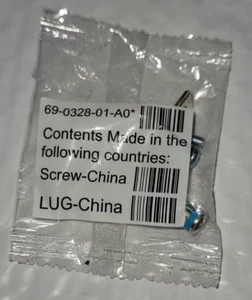 69-0328-01-A0*
Contents Made in the
following countries:
Screw-China
LUG-China